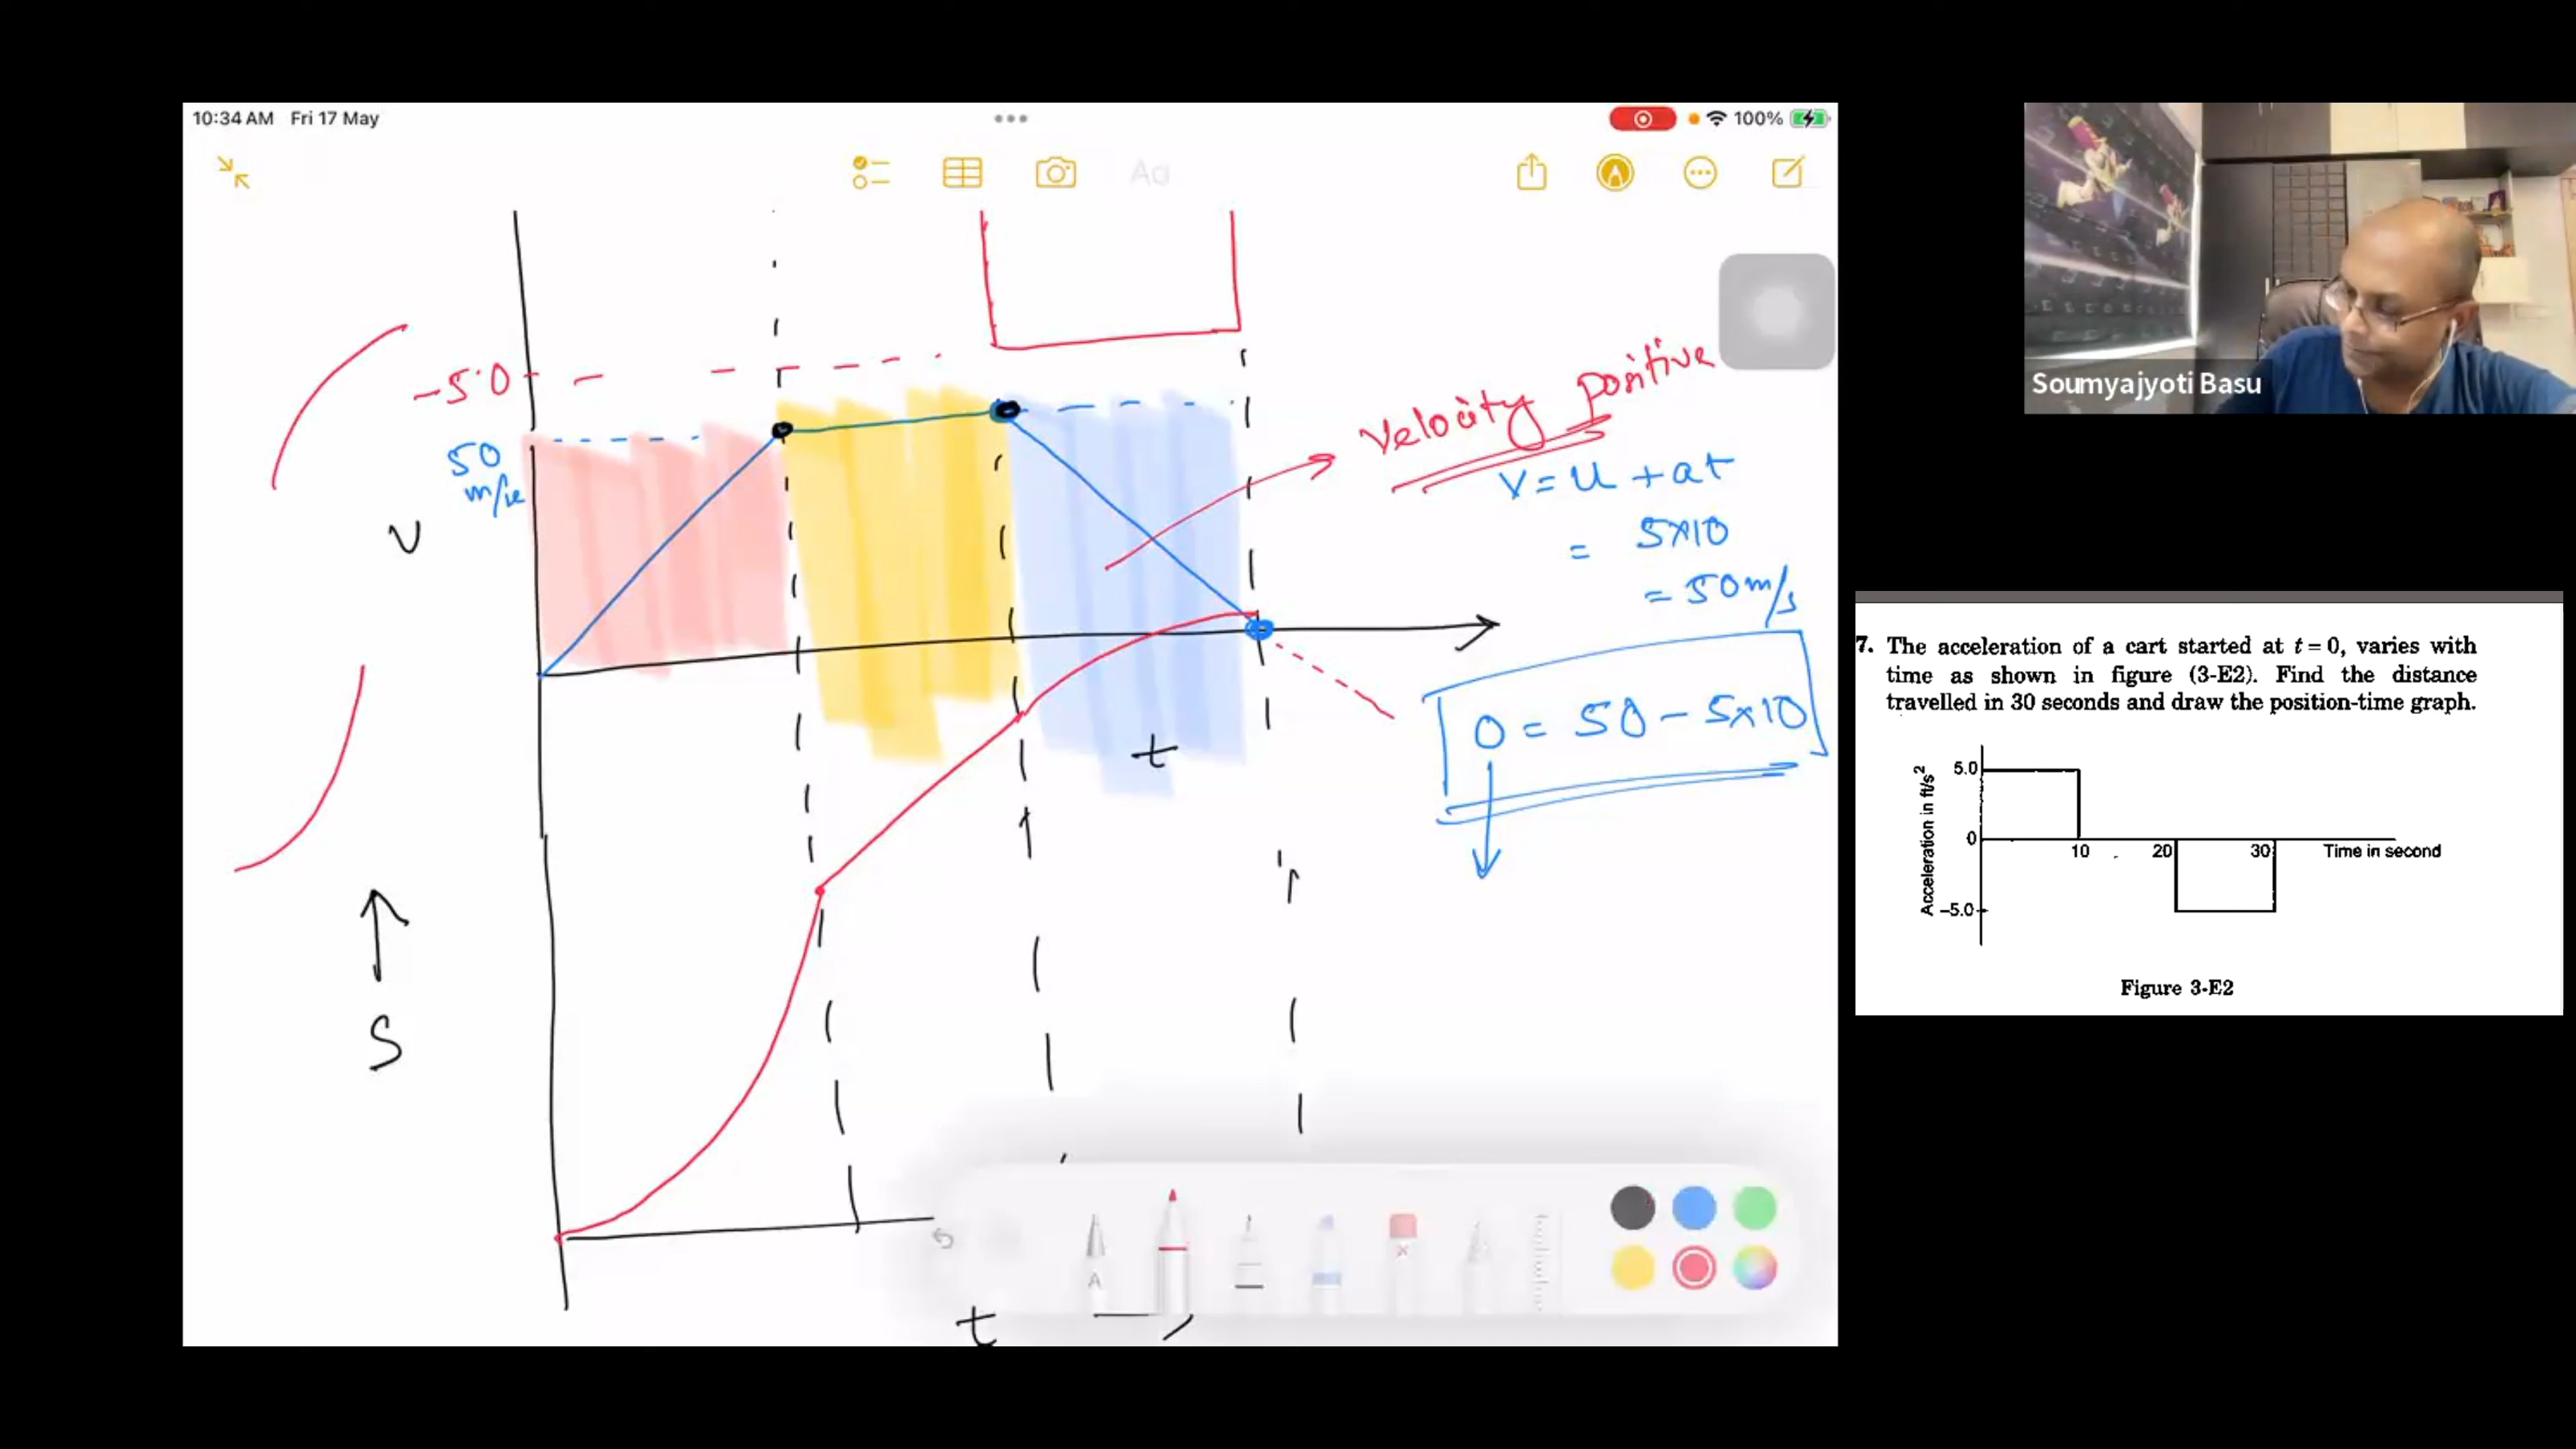 10:34 AM Fri 17 May
100%
Aa
-5.0
50
m/se
V
Velocity positive
V = u + at
= 5×10
= 50 m/s
0 = 50 - 5×10
t
S
t
A
Soumyajyoti Basu
7. The acceleration of a cart started at t = 0, varies with
time as shown in figure (3-E2). Find the distance
travelled in 30 seconds and draw the position-time graph.
Acceleration in ft/s²
5.0
0
-5.0
10
20
30
Time in second
Figure 3-E2